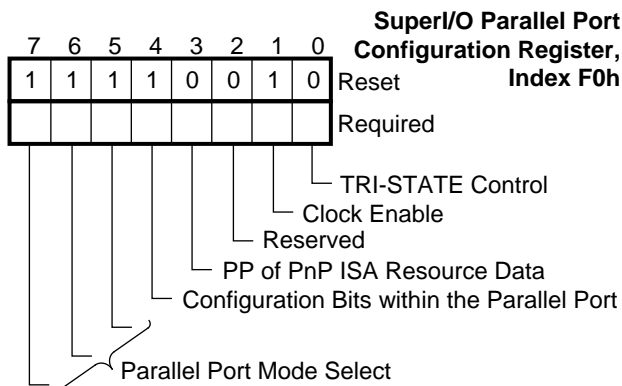 SuperI/O Parallel Port
Configuration Register,
Index F0h
7 6 5 4 3 2 1 0
1 1 1 1 0 0 1 0 Reset
Required
TRI-STATE Control
Clock Enable
Reserved
PP of PnP ISA Resource Data
Configuration Bits within the Parallel Port
Parallel Port Mode Select